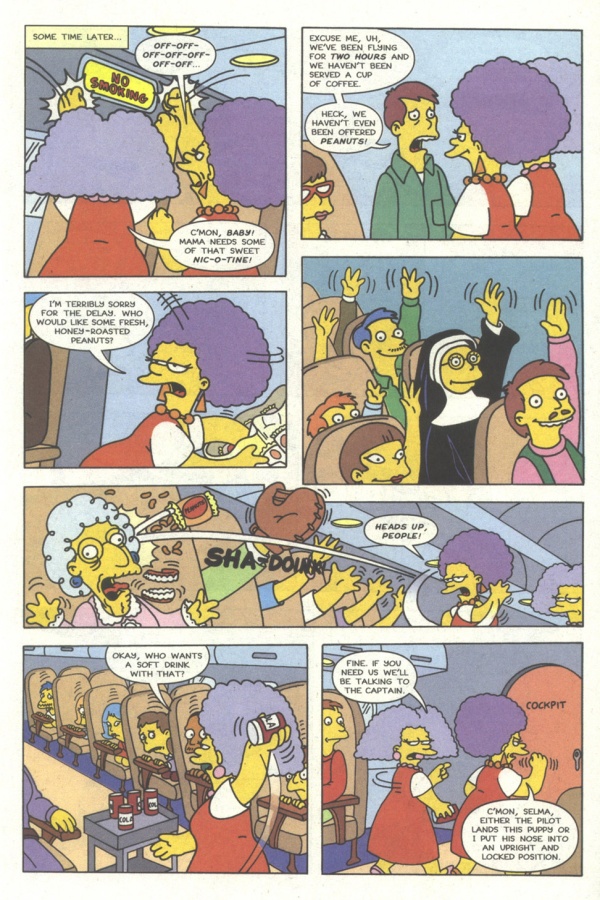 SOME TIME LATER...
OFF-OFF-
OFF-OFF-OFF-
OFF-OFF...
NO
SMOKING
C'MON, BABY!
MAMA NEEDS SOME
OF THAT SWEET
NIC-O-TINE!
EXCUSE ME, UH,
WE'VE BEEN FLYING
FOR TWO HOURS AND
WE HAVEN'T BEEN
SERVED A CUP
OF COFFEE.
HECK, WE
HAVEN'T EVEN
BEEN OFFERED
PEANUTS!
I'M TERRIBLY SORRY
FOR THE DELAY. WHO
WOULD LIKE SOME FRESH,
HONEY-ROASTED
PEANUTS?
PEANUTS
SHA-DOINK!
HEADS UP,
PEOPLE!
OKAY, WHO WANTS
A SOFT DRINK
WITH THAT?
COLA
FINE. IF YOU
NEED US WE'LL
BE TALKING TO
THE CAPTAIN.
COCKPIT
C'MON, SELMA,
EITHER THE PILOT
LANDS THIS PUPPY OR
I PUT HIS NOSE INTO
AN UPRIGHT AND
LOCKED POSITION.